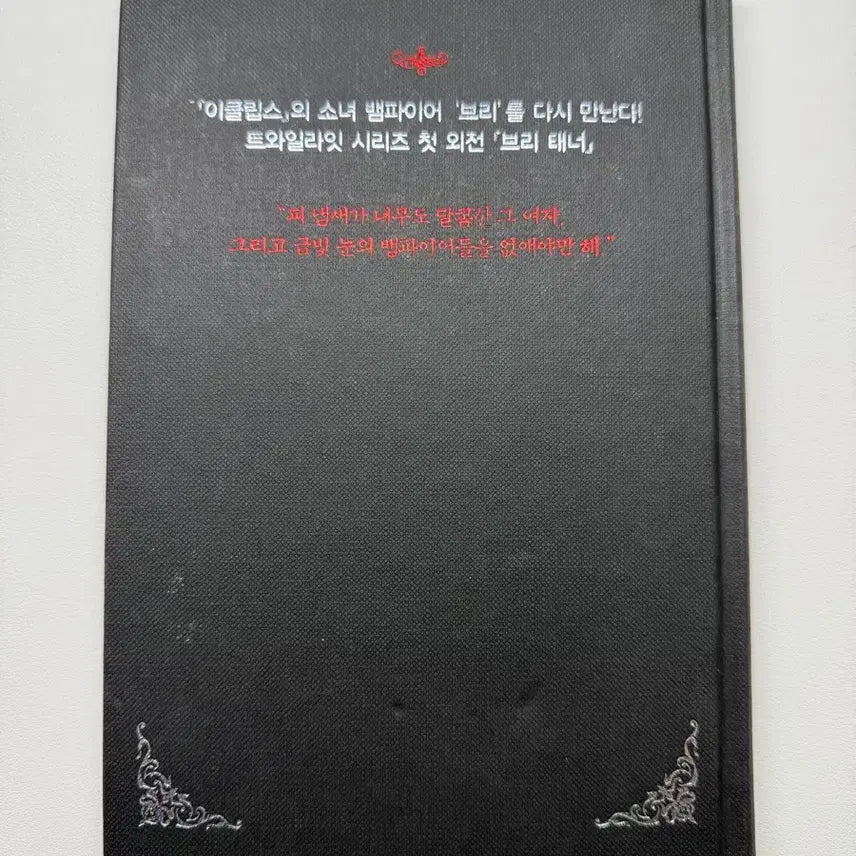 『이클립스』의 소녀 뱀파이어 '브리'를 다시 만난다!
트와일라잇 시리즈 첫 외전 『브리 태너』
"피 냄새가 너무도 달콤한 그 여자,
그리고 금빛 눈의 뱀파이어들을 없애야만 해."